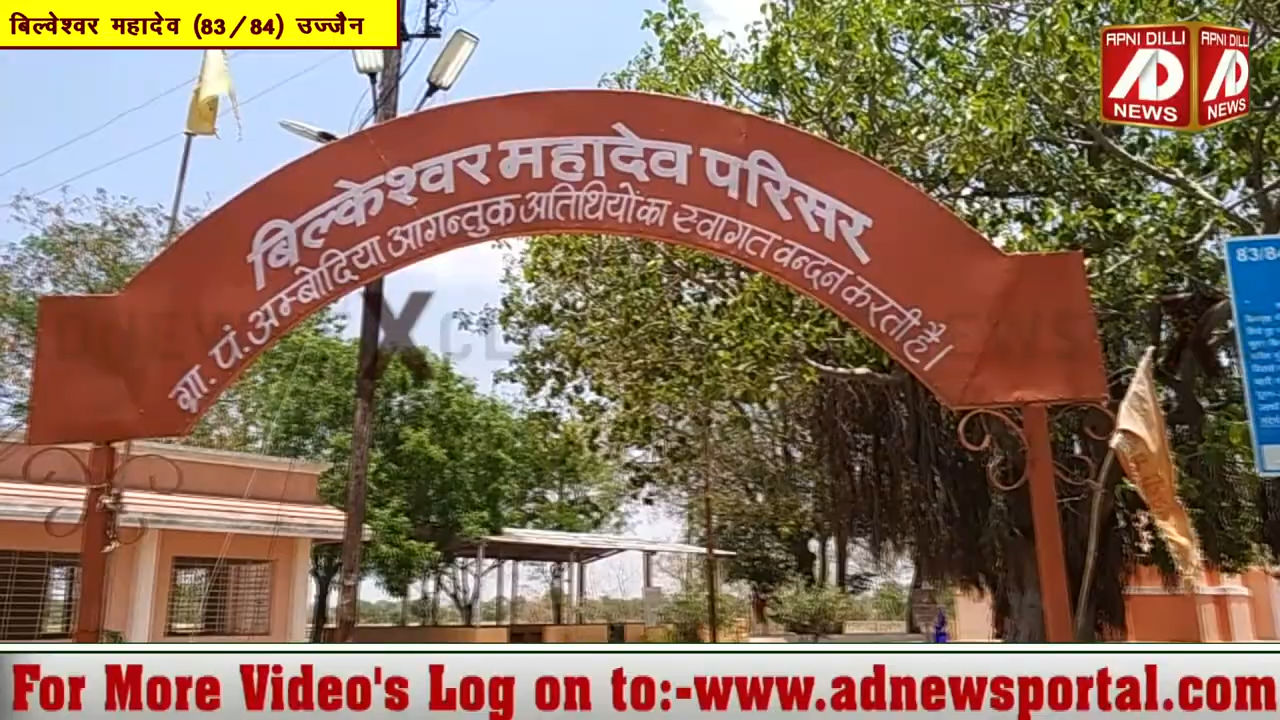 बिल्वेश्वर महादेव (83/84) उज्जैन
APNI DILLI
AD
NEWS
APNI DILLI
AD
NEWS
बिल्केश्वर महादेव परिसर
ग्रा. पं. अम्बोदिया आगन्तुक अतिथियों का स्वागत वन्दन करती है।
83/84
For More Video's Log on to:-www.adnewsportal.com